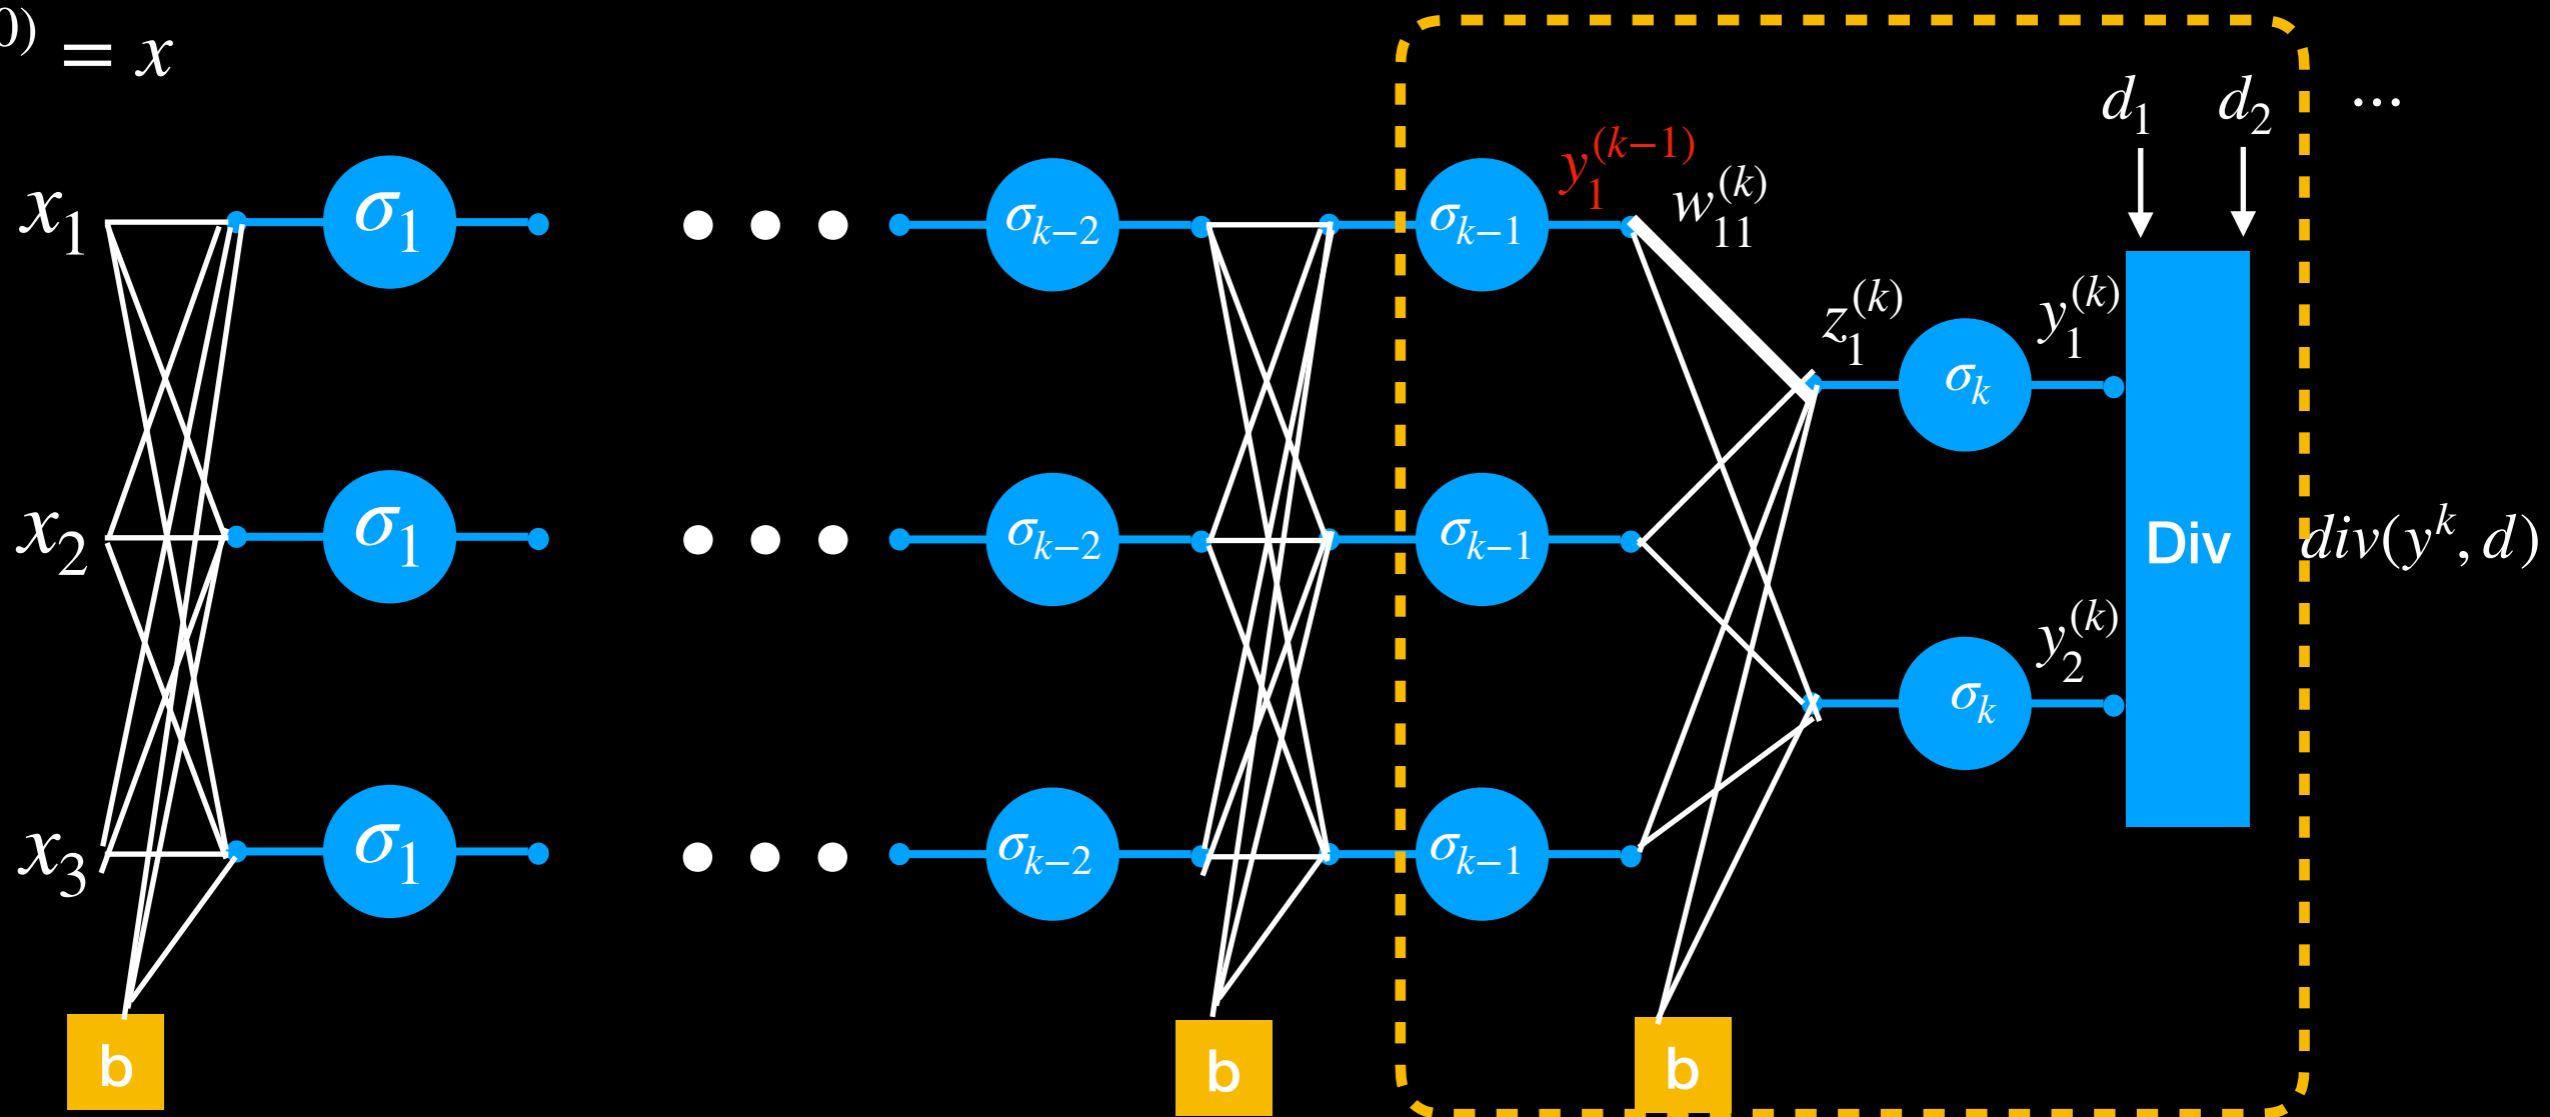 0) = x
d₁ d₂ ...
x₁ σ₁ σₖ₋₂ σₖ₋₁ y₁⁽ᵏ⁻¹⁾ w₁₁⁽ᵏ⁾
z₁⁽ᵏ⁾ σₖ y₁⁽ᵏ⁾
x₂ σ₁ σₖ₋₂ σₖ₋₁ Div div(yᵏ, d)
σₖ y₂⁽ᵏ⁾
x₃ σ₁ σₖ₋₂ σₖ₋₁
b b b